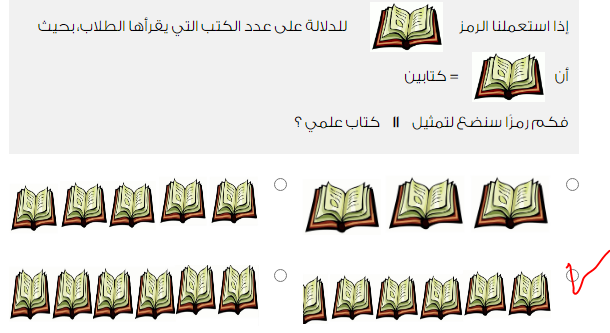 إذا استعملنا الرمز للدلالة على عدد الكتب التي يقرأها الطلاب، بحيث
أن = كتابين
فكم رمزًا سنضع لتمثيل 11 كتاب علمي ؟